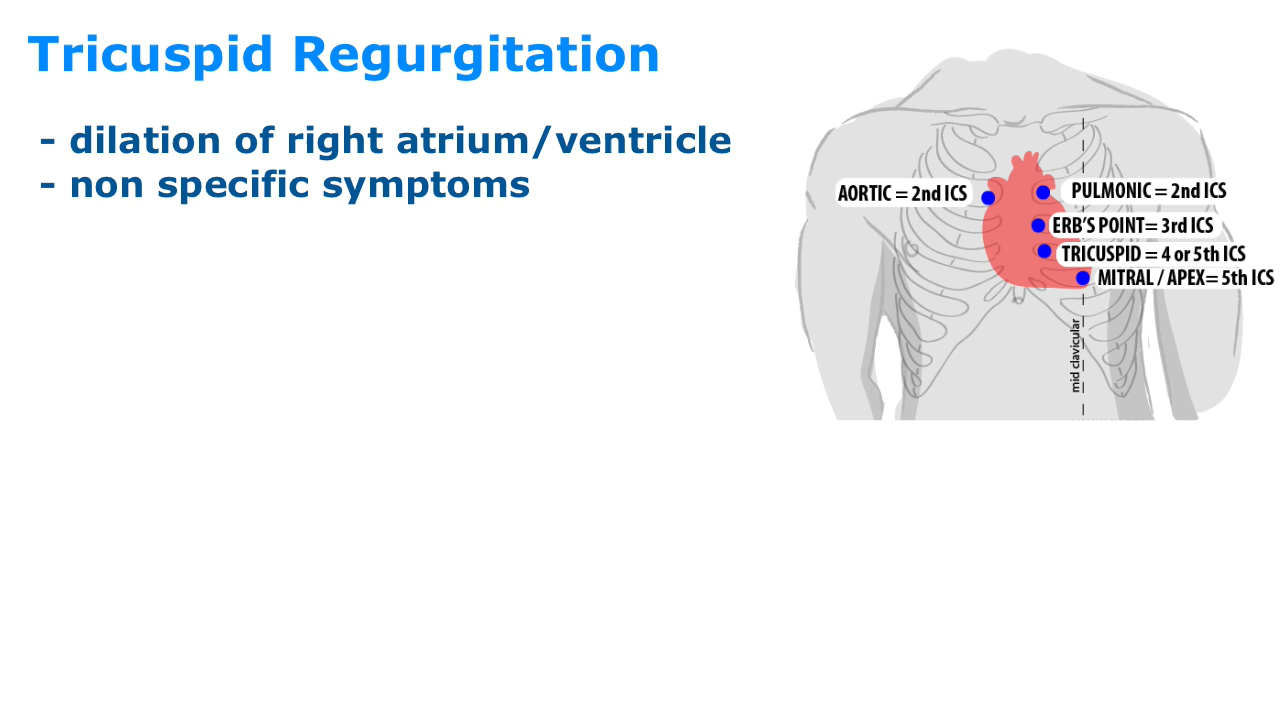 Tricuspid Regurgitation
- dilation of right atrium/ventricle
- non specific symptoms
AORTIC = 2nd ICS
PULMONIC = 2nd ICS
ERB'S POINT= 3rd ICS
TRICUSPID = 4 or 5th ICS
MITRAL / APEX= 5th ICS
mid clavicular